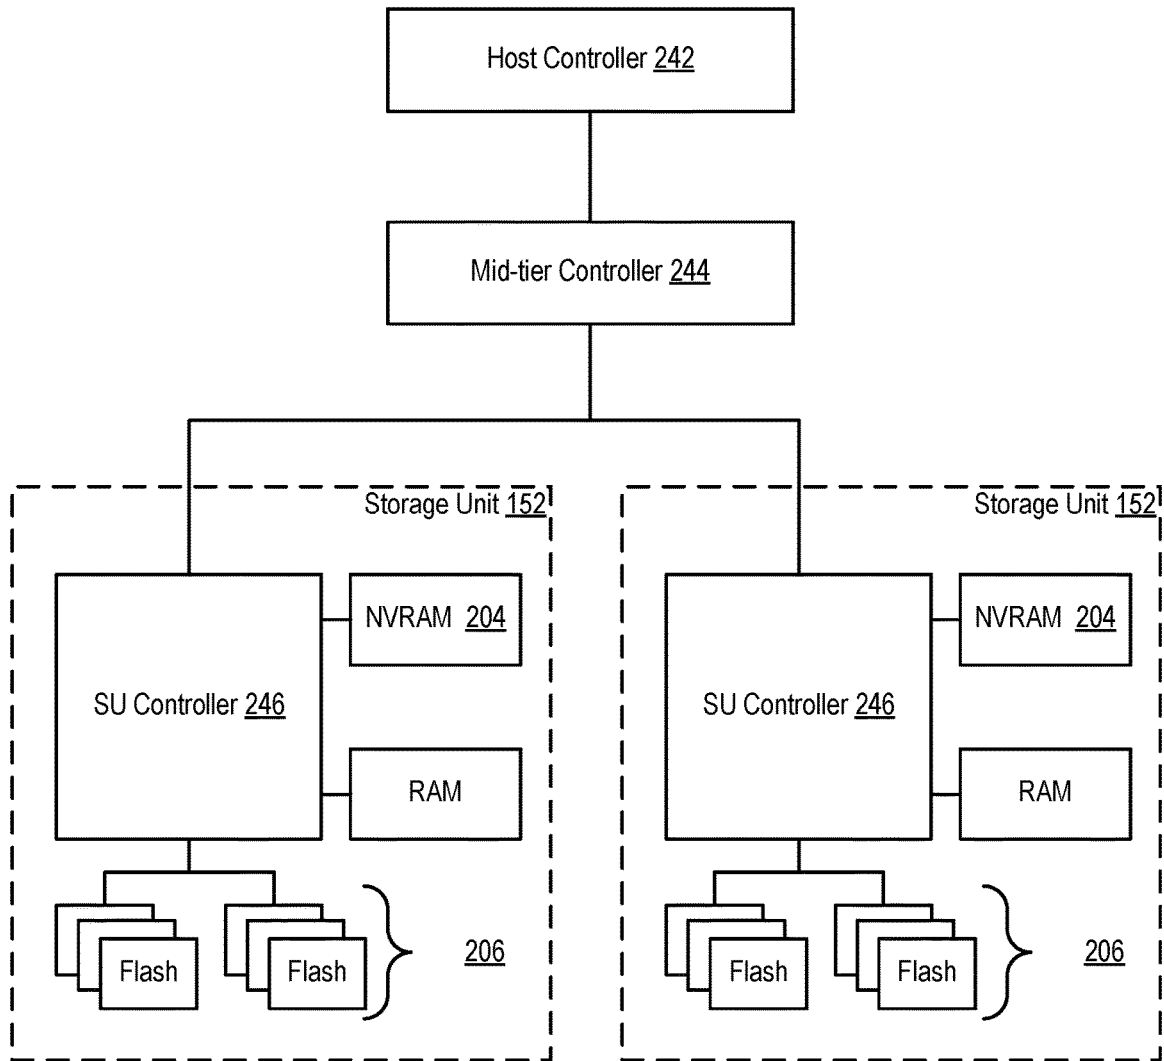 Host Controller 242
Mid-tier Controller 244
Storage Unit 152
SU Controller 246
NVRAM 204
RAM
Flash
Flash
206
Storage Unit 152
SU Controller 246
NVRAM 204
RAM
Flash
Flash
206